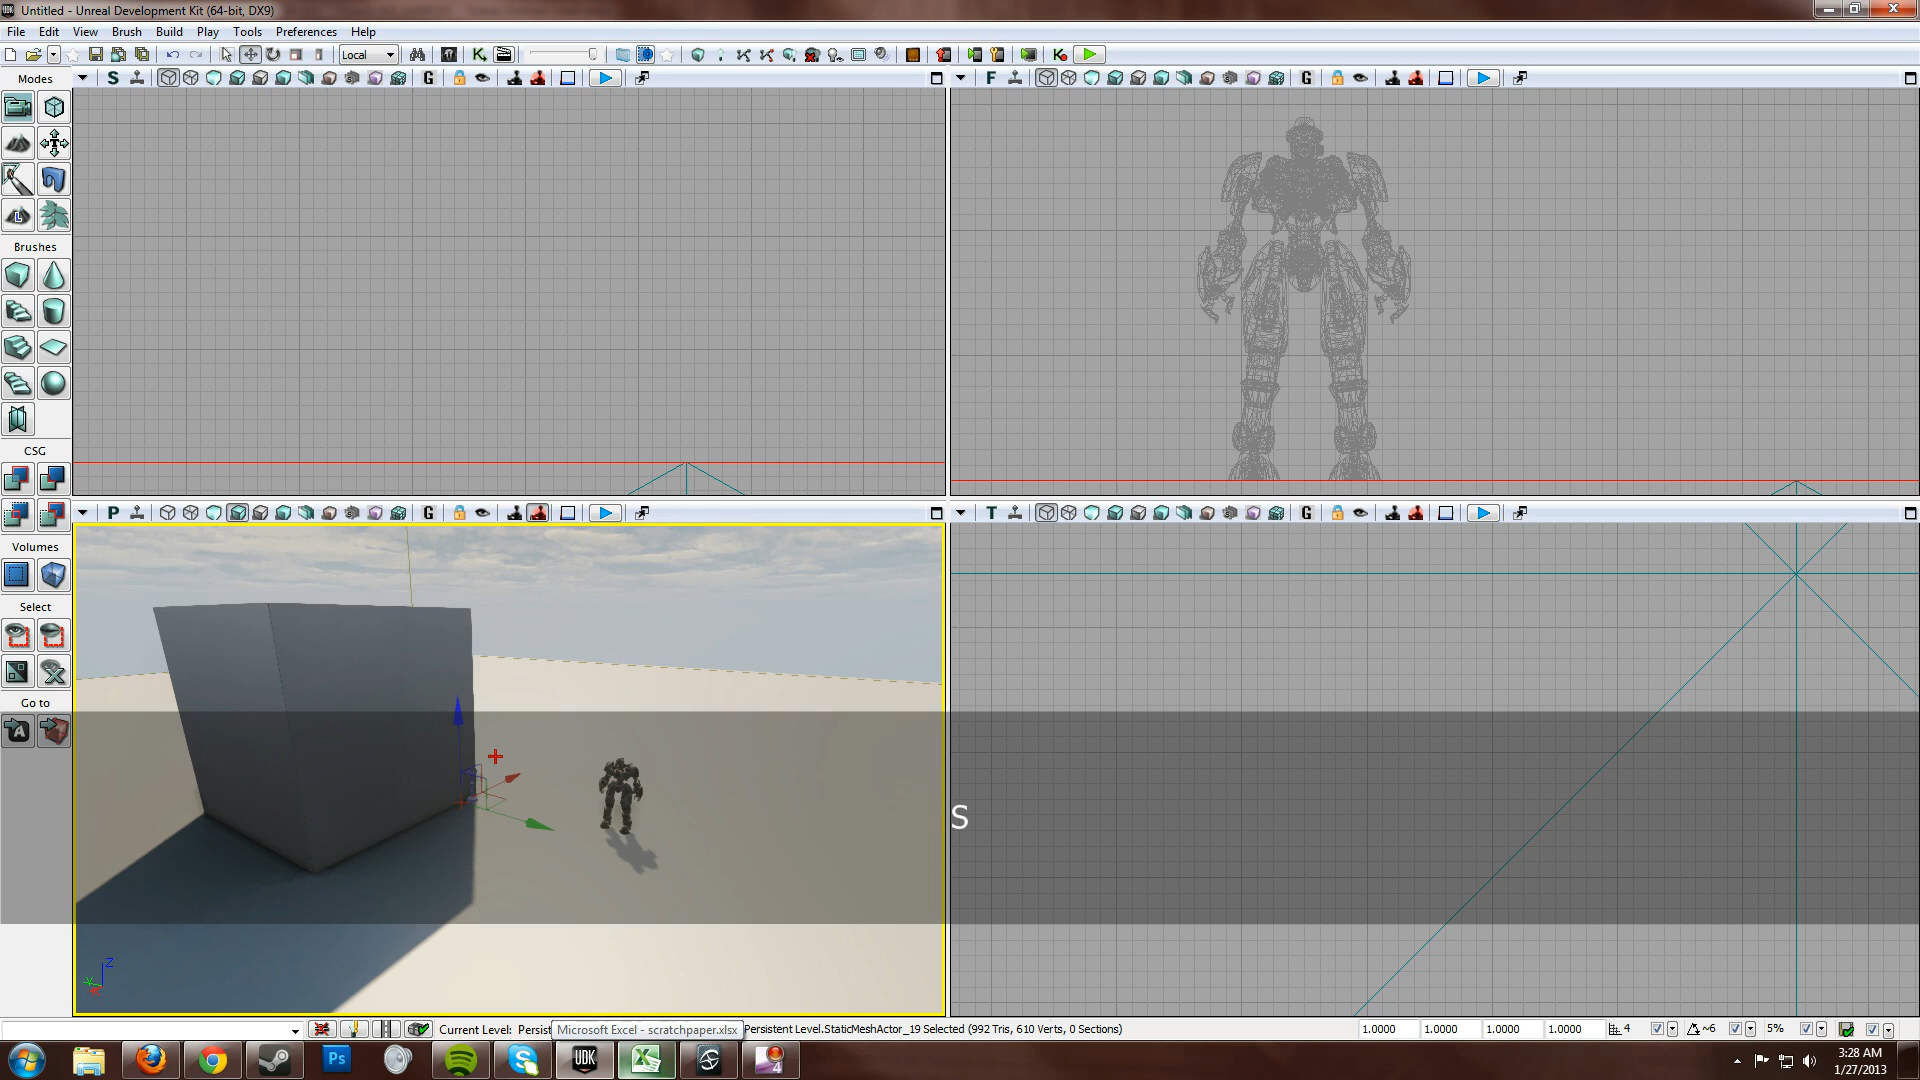 Untitled - Unreal Development Kit (64-bit, DX9)
File Edit View Brush Build Play Tools Preferences Help
Local
Modes
S G
F G
Brushes
CSG
P G
T G
Volumes
Select
Go to
S
Z
Current Level: Persist
Microsoft Excel - scratchpaper.xlsx
Persistent Level.StaticMeshActor_19 Selected (992 Tris, 610 Verts, 0 Sections)
1.0000 1.0000 1.0000 1.0000 4 ~6 5%
Ps UDK 4
3:28 AM
1/27/2013